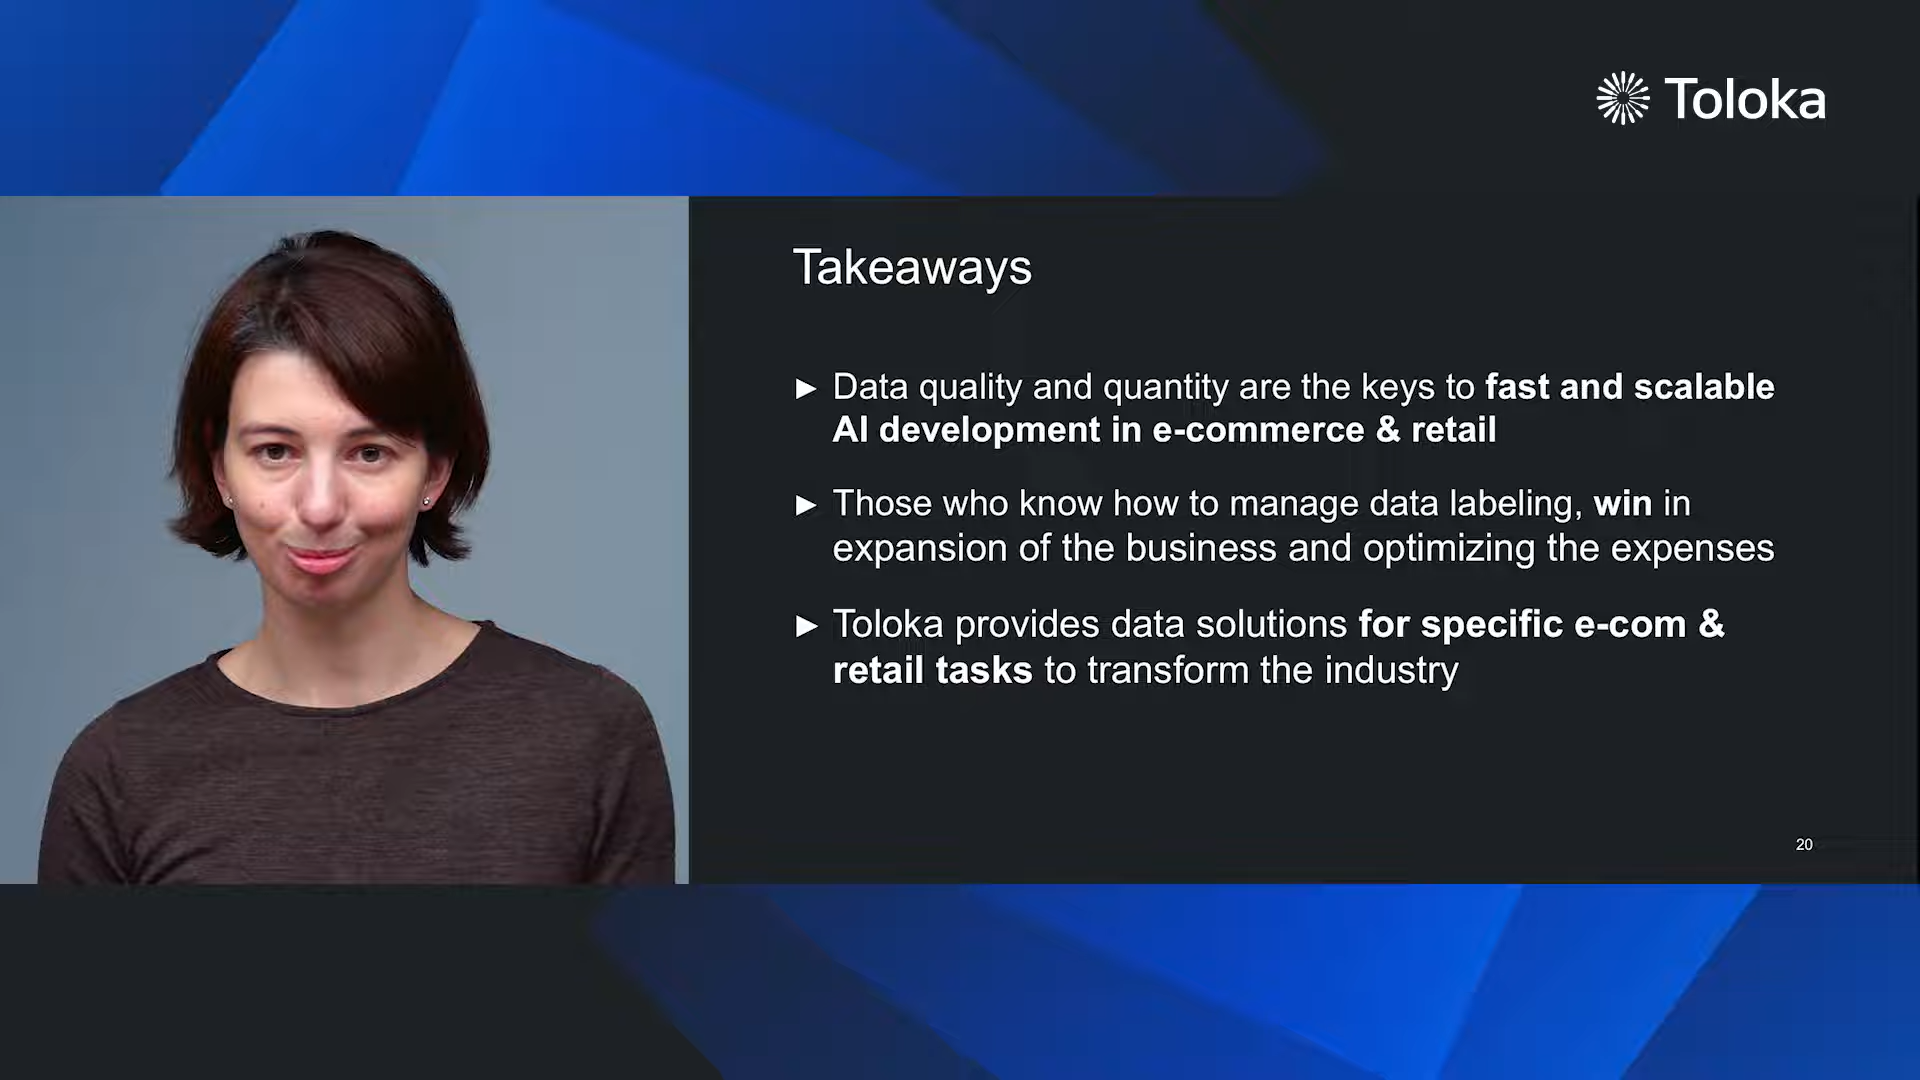 Toloka
Takeaways
► Data quality and quantity are the keys to fast and scalable
AI development in e-commerce & retail
► Those who know how to manage data labeling, win in
expansion of the business and optimizing the expenses
► Toloka provides data solutions for specific e-com &
retail tasks to transform the industry
20